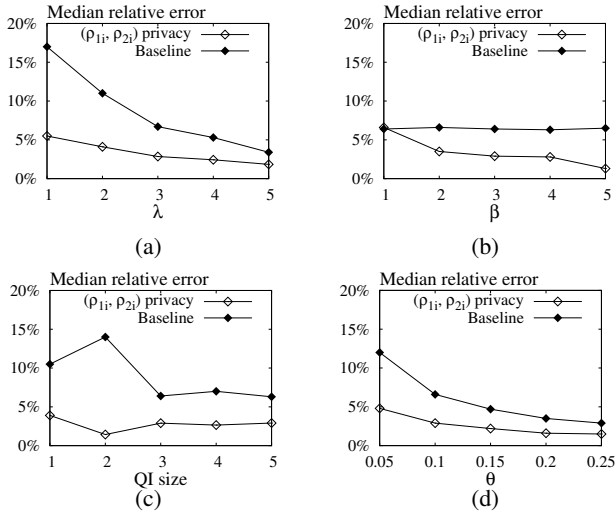 Median relative error
20%
15%
10%
5%
0%
(ρ1i, ρ2i) privacy
Baseline
1 2 3 4 5
λ
(a)
Median relative error
20%
15%
10%
5%
0%
(ρ1i, ρ2i) privacy
Baseline
1 2 3 4 5
β
(b)
Median relative error
20%
15%
10%
5%
0%
(ρ1i, ρ2i) privacy
Baseline
1 2 3 4 5
QI size
(c)
Median relative error
20%
15%
10%
5%
0%
(ρ1i, ρ2i) privacy
Baseline
0.05 0.1 0.15 0.2 0.25
θ
(d)